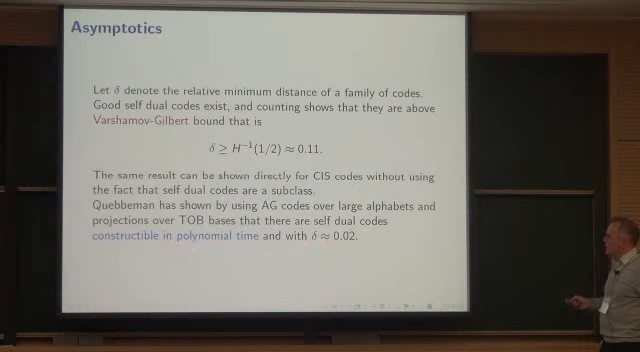 Asymptotics
Let δ denote the relative minimum distance of a family of codes.
Good self dual codes exist, and counting shows that they are above
Varshamov-Gilbert bound that is
δ ≥ H⁻¹(1/2) ≈ 0.11.
The same result can be shown directly for CIS codes without using
the fact that self dual codes are a subclass.
Quebbeman has shown by using AG codes over large alphabets and
projections over TOB bases that there are self dual codes
constructible in polynomial time and with δ ≈ 0.02.